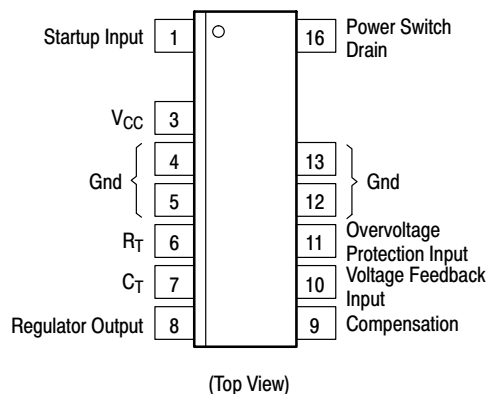 Startup Input 1
16 Power Switch
Drain
VCC 3
4
Gnd
5
13
Gnd
12
RT 6
11 Overvoltage
Protection Input
CT 7
10 Voltage Feedback
Input
Regulator Output 8
9 Compensation
(Top View)